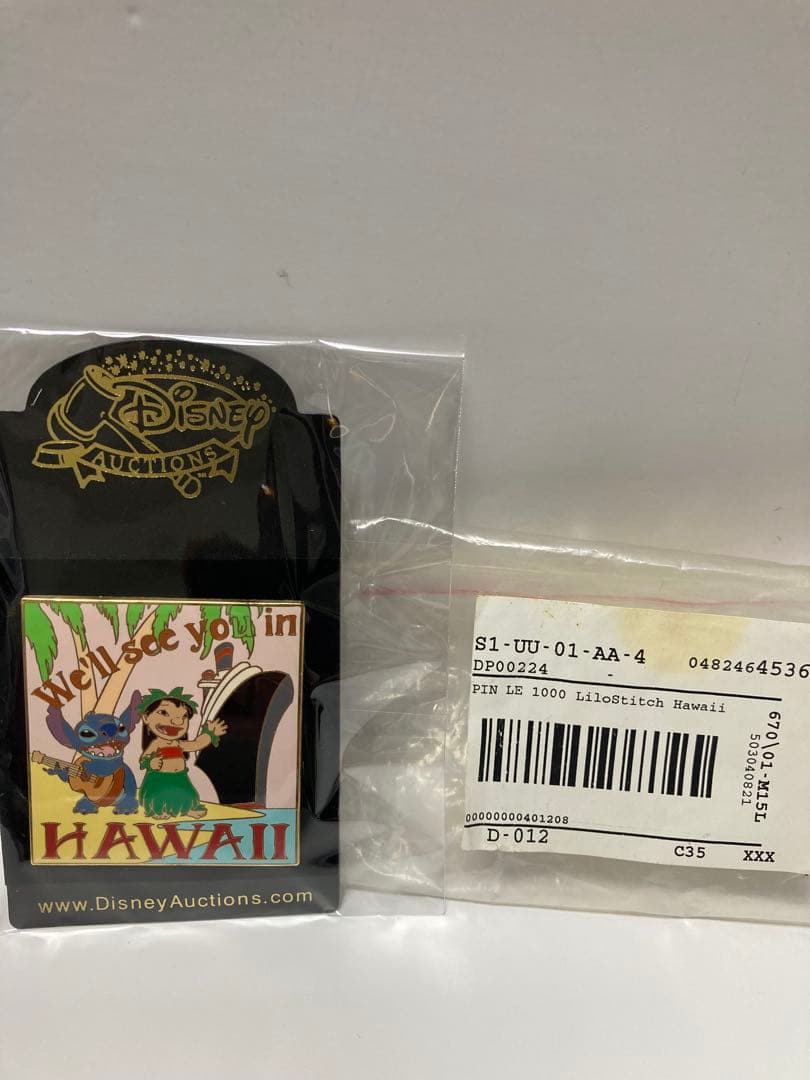 Disney
AUCTIONS
We'll see you in
HAWAII
www.DisneyAuctions.com
S1-UU-01-AA-4 0482464536
DP00224 -
PIN LE 1000 LiloStitch Hawaii
670\01-M15L
503040821
00000000401208
D-012
C35 XXX